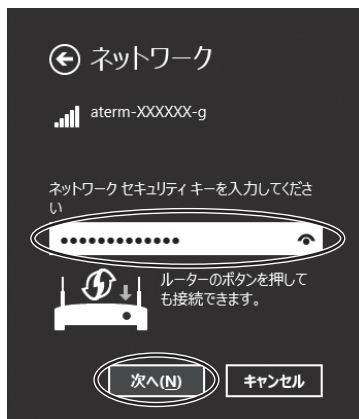 ネットワーク
aterm-XXXXXX-g
ネットワーク セキュリティ キーを入力してくださ
い
●●●●●●●●●●●●●
ルーターのボタンを押して
も接続できます。
次へ(N)
キャンセル